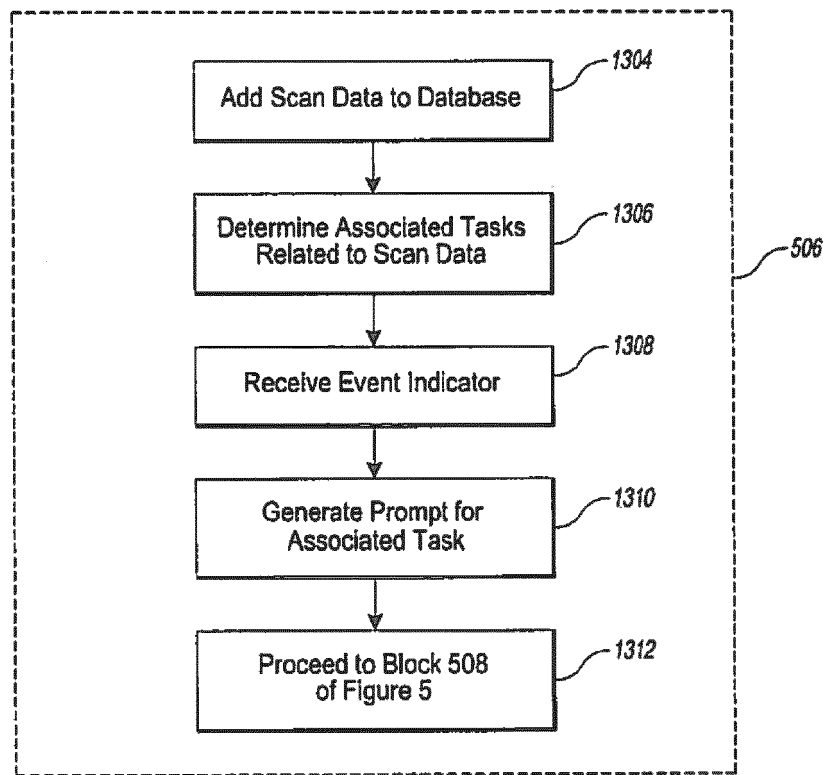 Add Scan Data to Database
1304
Determine Associated Tasks
Related to Scan Data
1306
506
Receive Event Indicator
1308
Generate Prompt for
Associated Task
1310
Proceed to Block 508
of Figure 5
1312